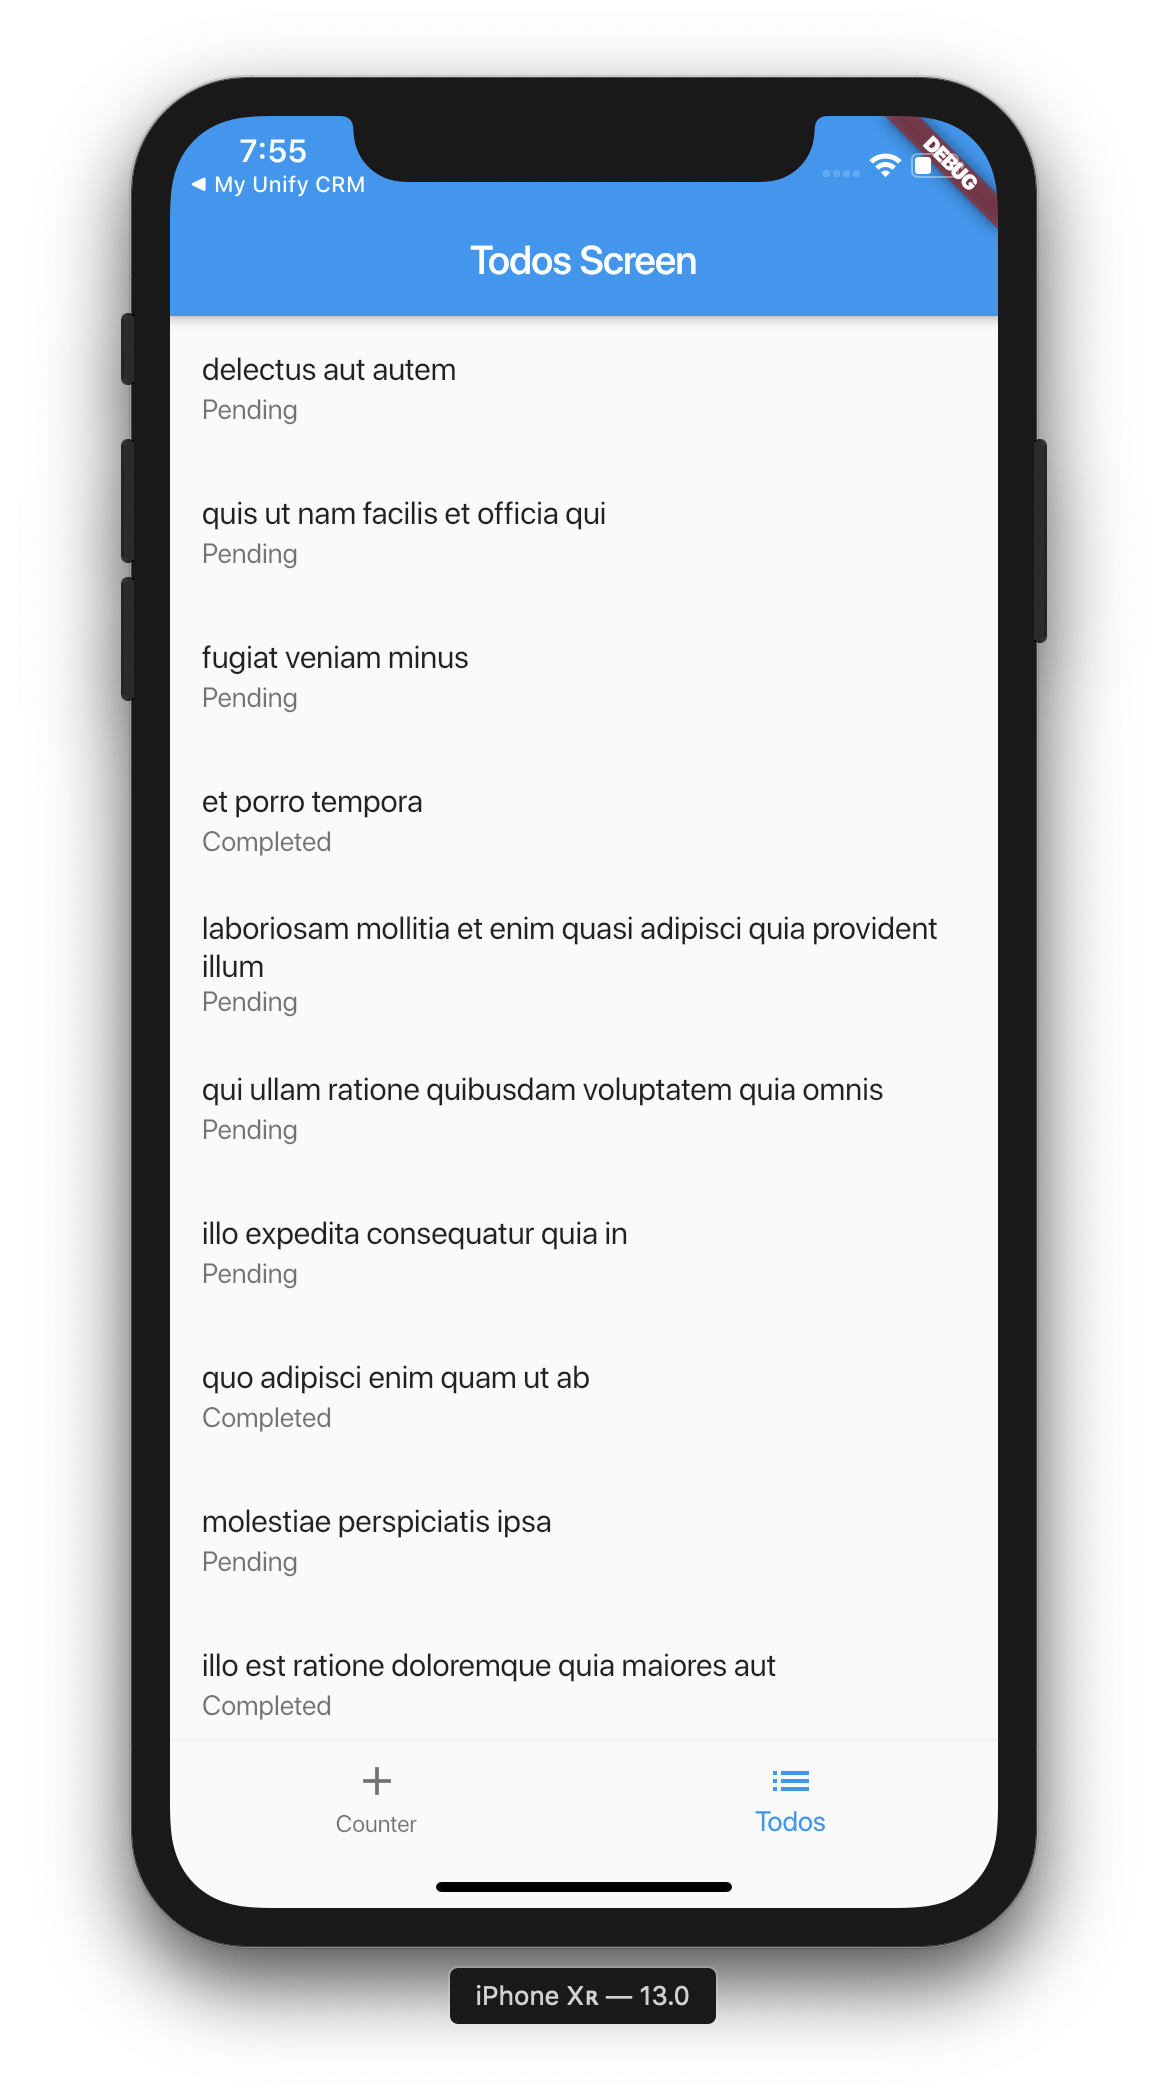 7:55
◀ My Unify CRM
DEBUG
Todos Screen
delectus aut autem
Pending
quis ut nam facilis et officia qui
Pending
fugiat veniam minus
Pending
et porro tempora
Completed
laboriosam mollitia et enim quasi adipisci quia provident
illum
Pending
qui ullam ratione quibusdam voluptatem quia omnis
Pending
illo expedita consequatur quia in
Pending
quo adipisci enim quam ut ab
Completed
molestiae perspiciatis ipsa
Pending
illo est ratione doloremque quia maiores aut
Completed
Counter
Todos
iPhone Xʀ — 13.0